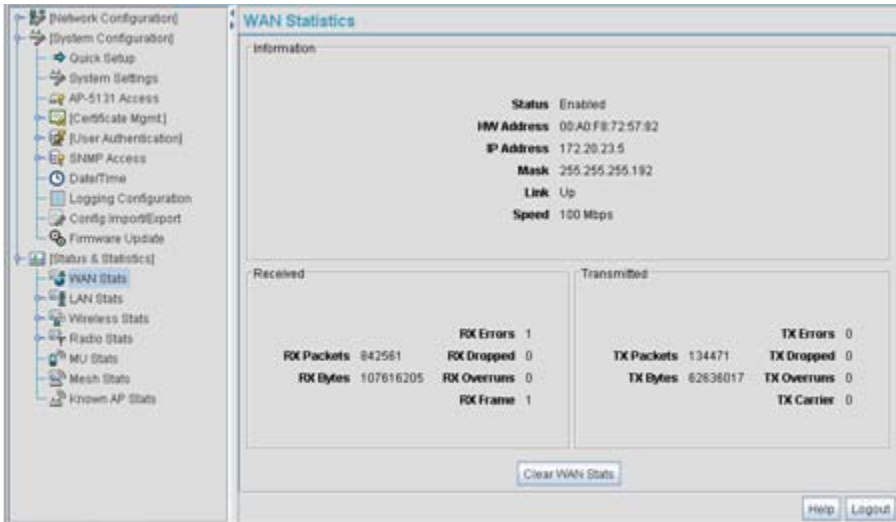 [Network Configuration]
[System Configuration]
Quick Setup
System Settings
AP-5131 Access
[Certificate Mgmt]
[User Authentication]
SNMP Access
Date/Time
Logging Configuration
Config Import/Export
Firmware Update
[Status & Statistics]
WAN Stats
LAN Stats
Wireless Stats
Radio Stats
MU Stats
Mesh Stats
Known AP Stats
WAN Statistics
Information
Status Enabled
HW Address 00:A0:F8:72:57:82
IP Address 172.20.23.5
Mask 255.255.255.192
Link Up
Speed 100 Mbps
Received
RX Errors 1
RX Packets 842561 RX Dropped 0
RX Bytes 107616205 RX Overruns 0
RX Frame 1
Transmitted
TX Errors 0
TX Packets 134471 TX Dropped 0
TX Bytes 62636017 TX Overruns 0
TX Carrier 0
Clear WAN Stats
Help Logout